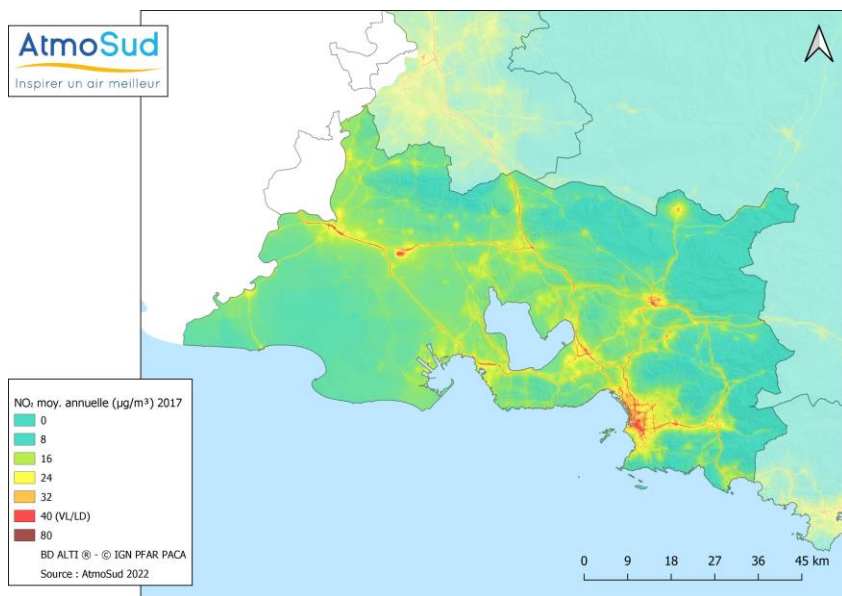 AtmoSud
Inspirer un air meilleur
NO₂ moy. annuelle (µg/m³) 2017
0
8
16
24
32
40 (VL/LD)
80
BD ALTI ® - © IGN PFAR PACA
Source : AtmoSud 2022
0 9 18 27 36 45 km